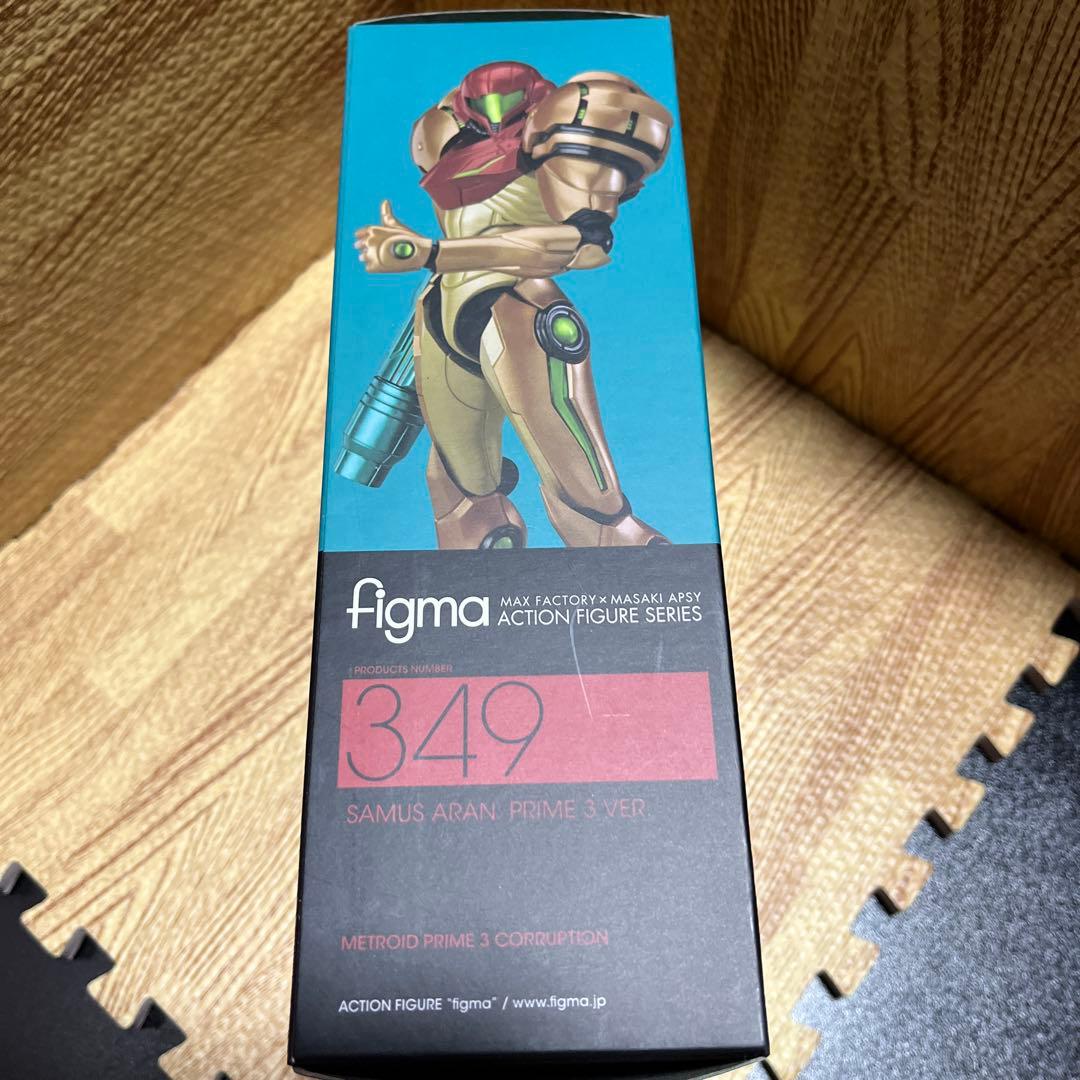 figma MAX FACTORY × MASAKI APSY
ACTION FIGURE SERIES
PRODUCTS NUMBER
349
SAMUS ARAN PRIME 3 VER.
METROID PRIME 3 CORRUPTION
ACTION FIGURE "figma" / www.figma.jp